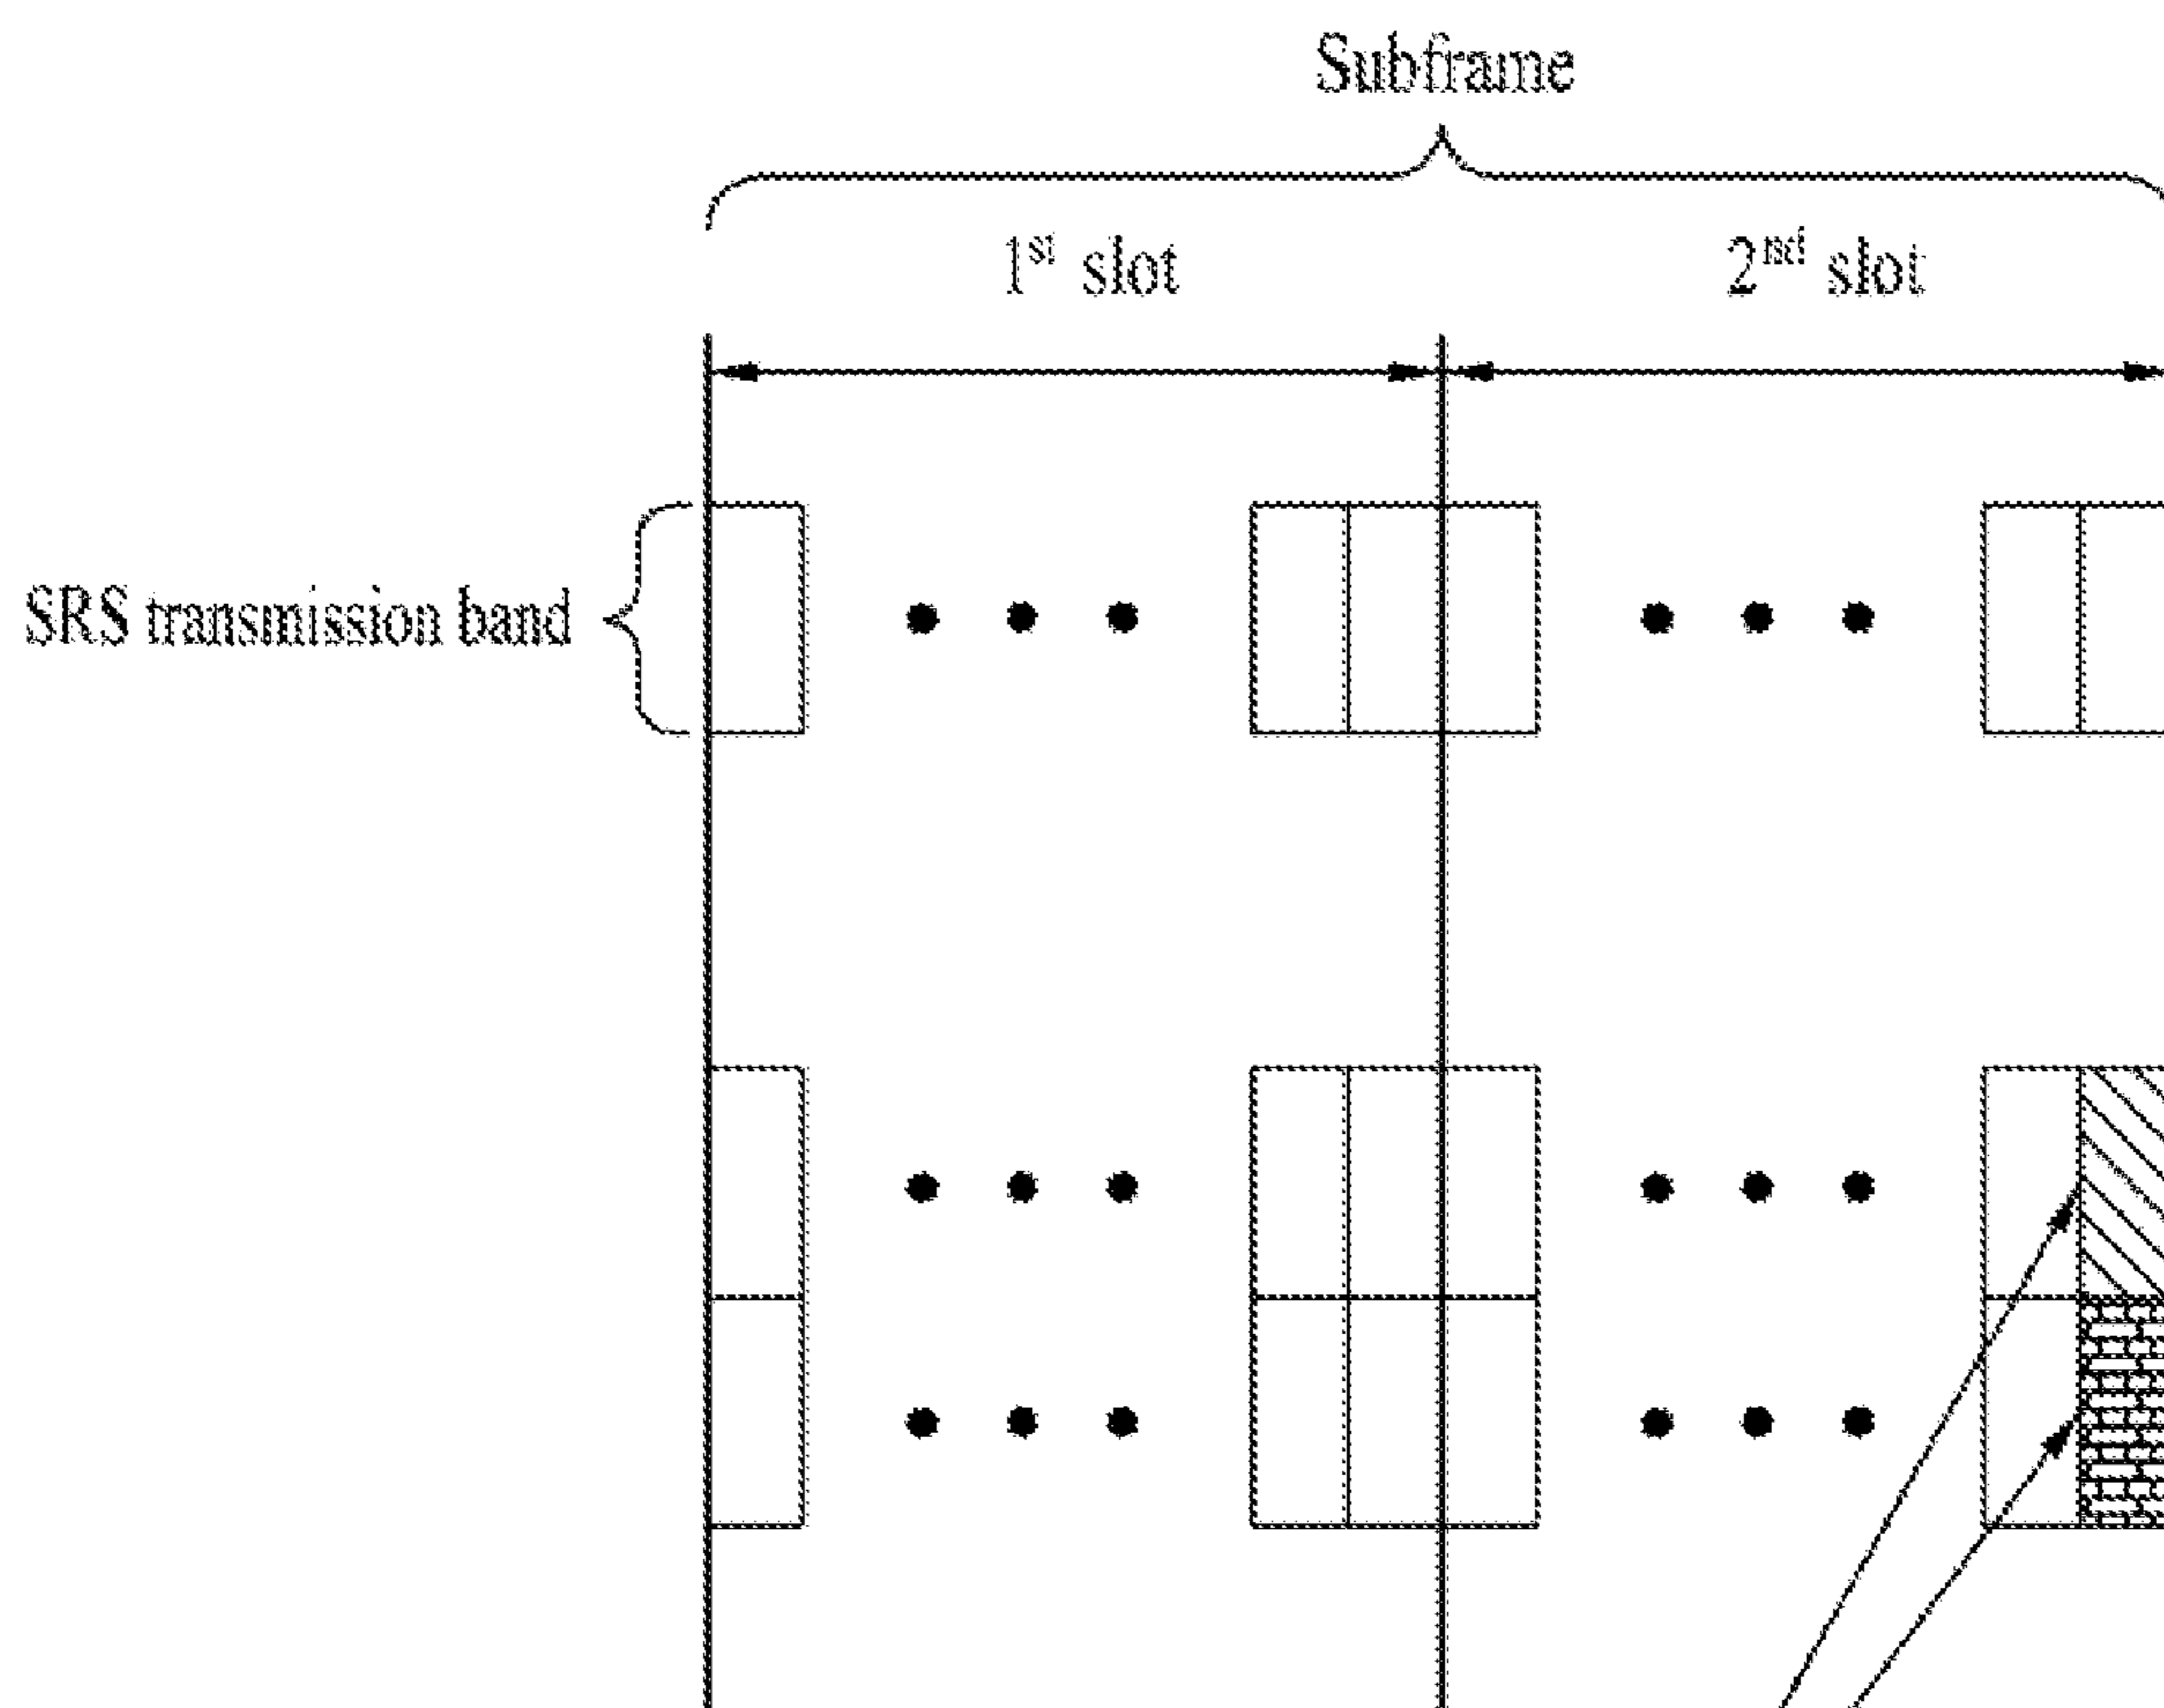 Subframe
1st slot
2nd slot
SRS transmission band